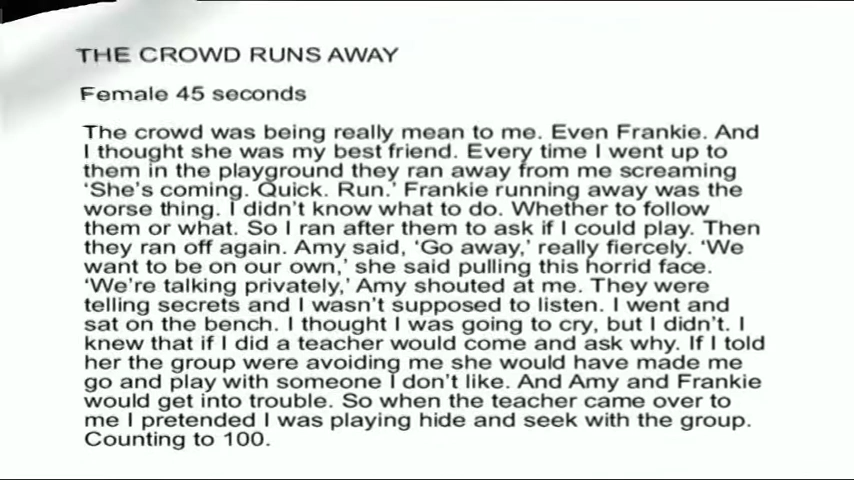 THE CROWD RUNS AWAY
Female 45 seconds
The crowd was being really mean to me. Even Frankie. And
I thought she was my best friend. Every time I went up to
them in the playground they ran away from me screaming
‘She’s coming. Quick. Run.’ Frankie running away was the
worse thing. I didn’t know what to do. Whether to follow
them or what. So I ran after them to ask if I could play. Then
they ran off again. Amy said, ‘Go away,’ really fiercely. ‘We
want to be on our own,’ she said pulling this horrid face.
‘We’re talking privately,’ Amy shouted at me. They were
telling secrets and I wasn’t supposed to listen. I went and
sat on the bench. I thought I was going to cry, but I didn’t. I
knew that if I did a teacher would come and ask why. If I told
her the group were avoiding me she would have made me
go and play with someone I don’t like. And Amy and Frankie
would get into trouble. So when the teacher came over to
me I pretended I was playing hide and seek with the group.
Counting to 100.